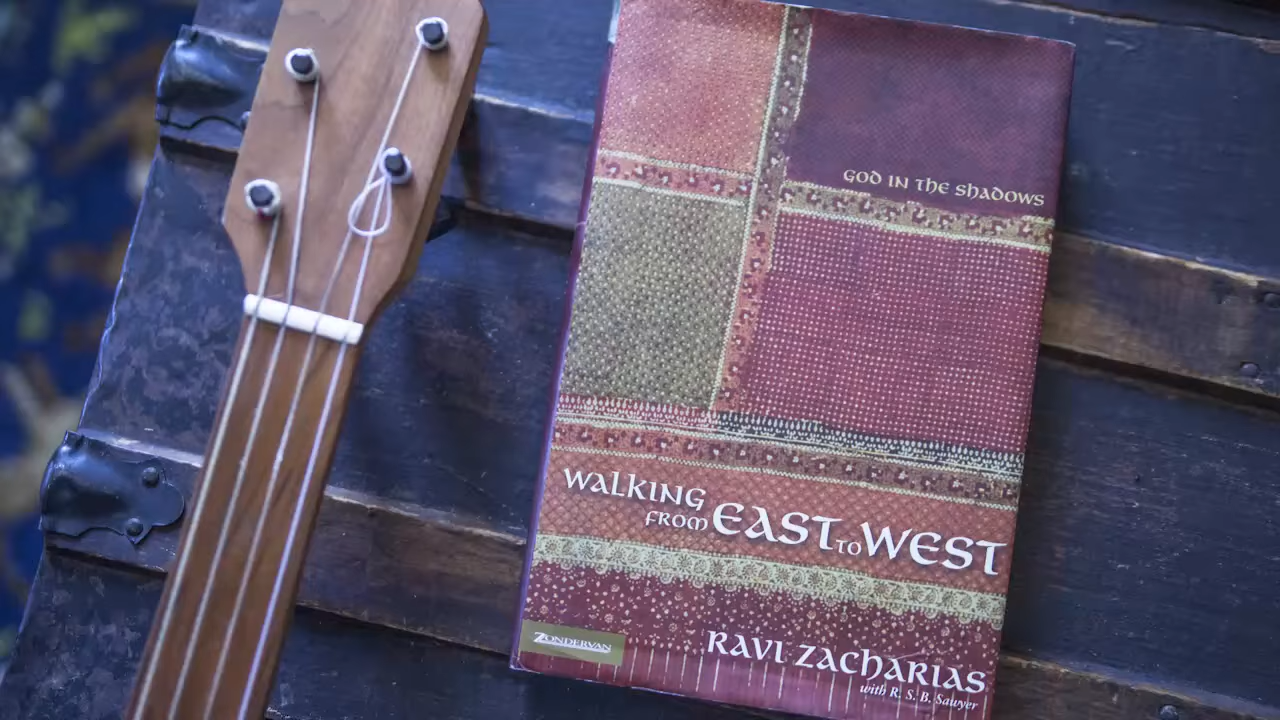 GOD IN THE SHADOWS
WALKING
FROM EAST TO WEST
ZONDERVAN
RAVI ZACHARIAS
with R. S. B. Sawyer